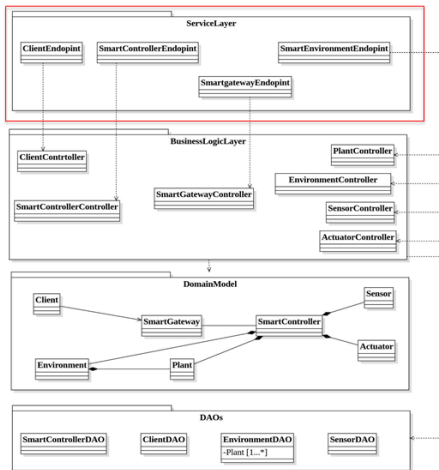 ServiceLayer
ClientEndopint
SmartControllerEndopint
SmartEnvironmentEndopint
SmartgatewayEndopint
BusinessLogicLayer
PlantController
ClientContrtoller
EnvironmentController
SmartGatewayController
SmartControllerController
SensorController
ActuatorController
DomainModel
Client
Sensor
SmartGateway
SmartController
Actuator
Environment
Plant
DAOs
SmartControllerDAO
ClientDAO
EnvironmentDAO
SensorDAO
-Plant [1...*]